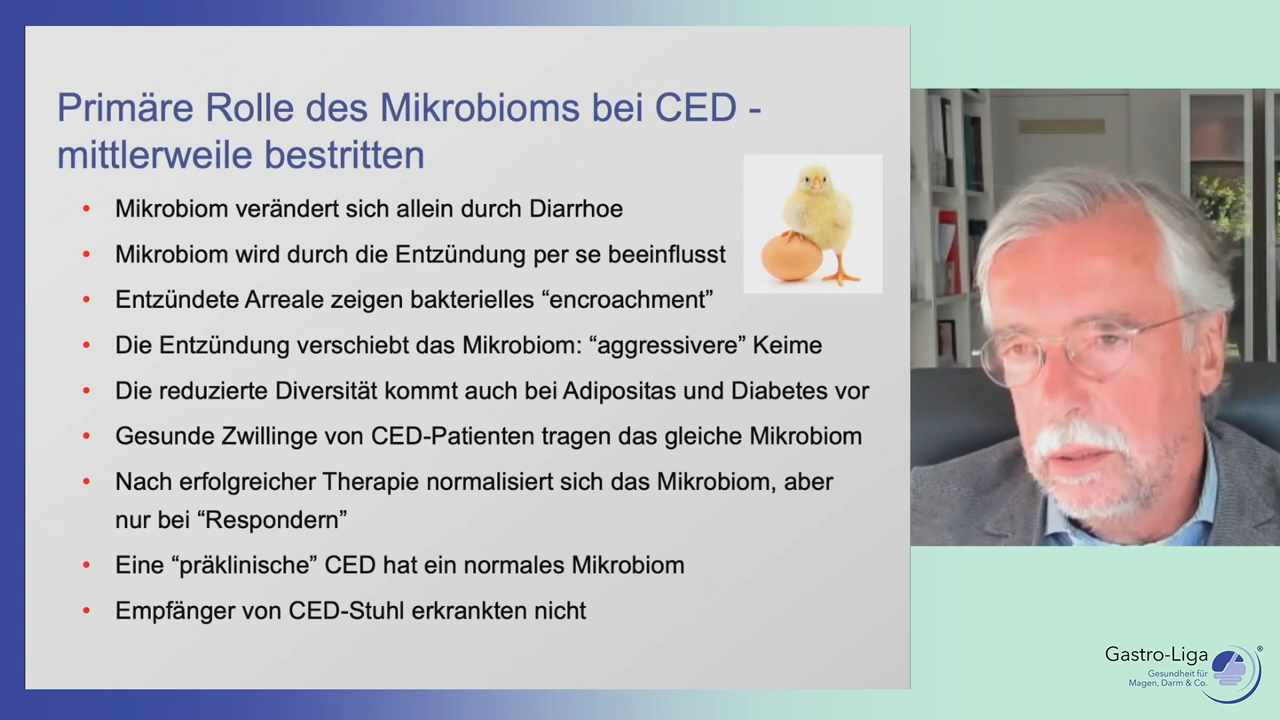 Primäre Rolle des Mikrobioms bei CED -
mittlerweile bestritten
• Mikrobiom verändert sich allein durch Diarrhoe
• Mikrobiom wird durch die Entzündung per se beeinflusst
• Entzündete Arreale zeigen bakterielles “encroachment”
• Die Entzündung verschiebt das Mikrobiom: “aggressivere” Keime
• Die reduzierte Diversität kommt auch bei Adipositas und Diabetes vor
• Gesunde Zwillinge von CED-Patienten tragen das gleiche Mikrobiom
• Nach erfolgreicher Therapie normalisiert sich das Mikrobiom, aber
nur bei “Respondern”
• Eine “präklinische” CED hat ein normales Mikrobiom
• Empfänger von CED-Stuhl erkrankten nicht
Gastro-Liga ®
Gesundheit für
Magen, Darm & Co.